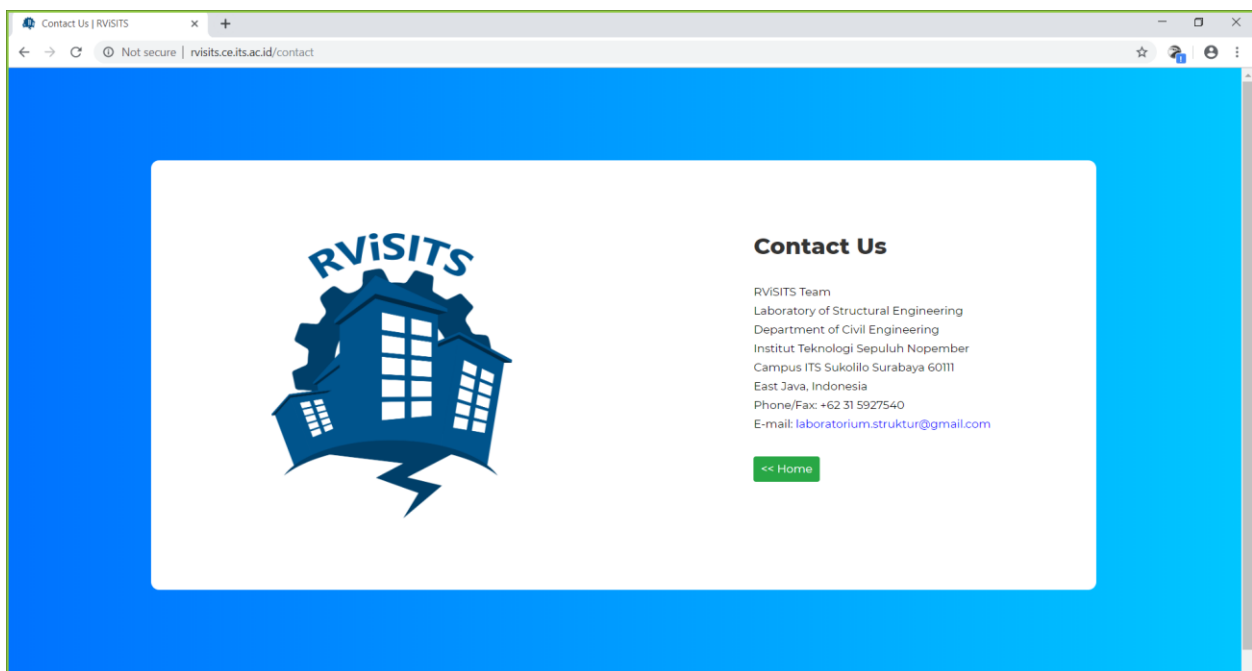 Contact Us | RViSITS
Not secure | rvisits.ce.its.ac.id/contact
1
RViSITS
Contact Us
RViSITS Team
Laboratory of Structural Engineering
Department of Civil Engineering
Institut Teknologi Sepuluh Nopember
Campus ITS Sukolilo Surabaya 60111
East Java, Indonesia
Phone/Fax: +62 31 5927540
E-mail: laboratorium.struktur@gmail.com
<< Home